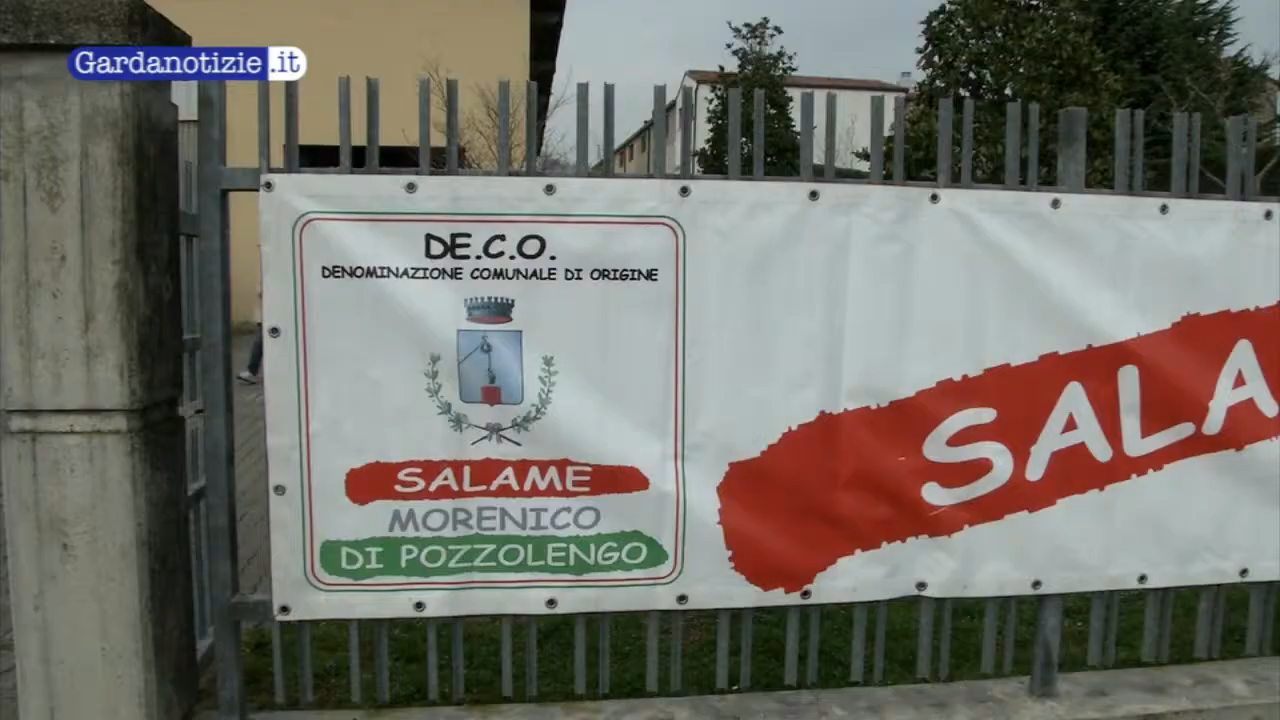 Gardanotizie.it
DE.C.O.
DENOMINAZIONE COMUNALE DI ORIGINE
SALAME
MORENICO
DI POZZOLENGO
SALA